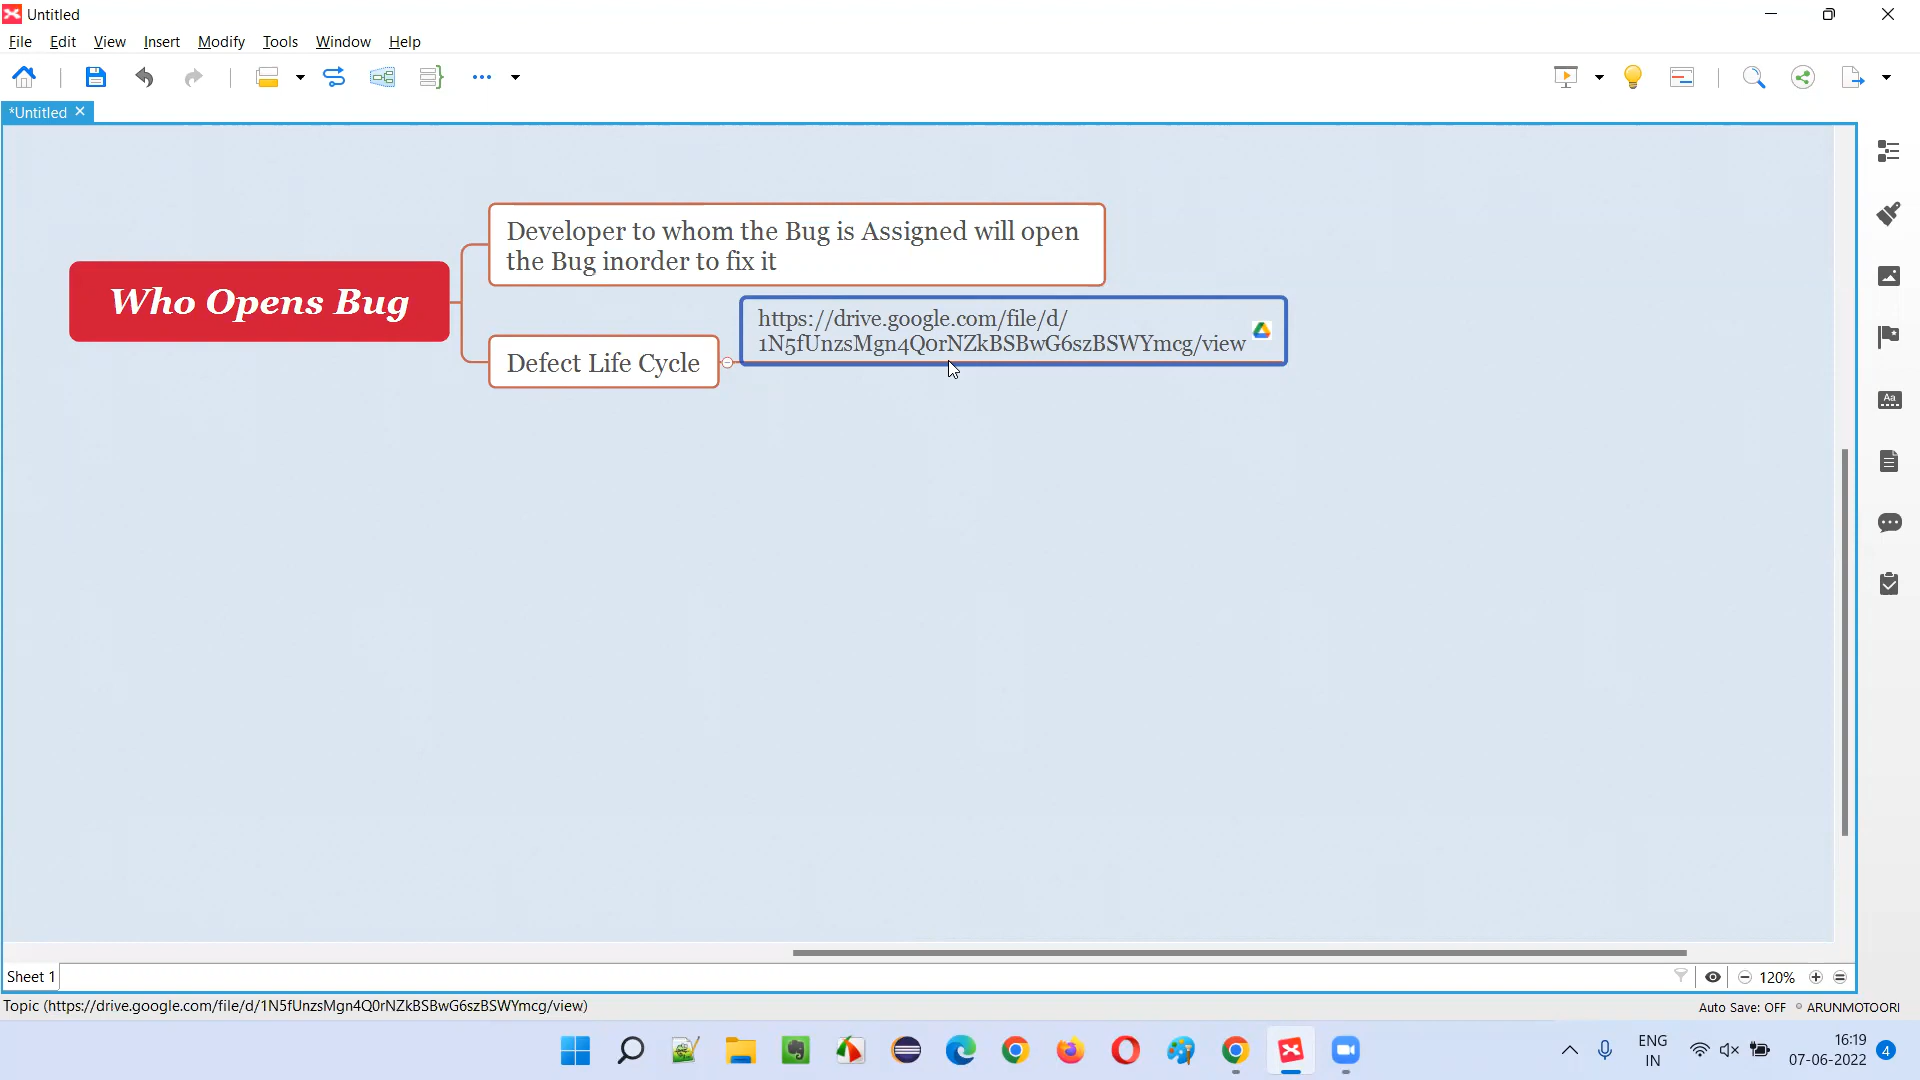 Untitled
File Edit View Insert Modify Tools Window Help
*Untitled
Developer to whom the Bug is Assigned will open
the Bug inorder to fix it
Who Opens Bug
https://drive.google.com/file/d/
1N5fUnzsMgn4Q0rNZkBSBwG6szBSWYmcg/view
Defect Life Cycle
Aa
Sheet 1
120%
Topic (https://drive.google.com/file/d/1N5fUnzsMgn4Q0rNZkBSBwG6szBSWYmcg/view)
Auto Save: OFF ARUNMOTOORI
ENG
IN
16:19
07-06-2022
4